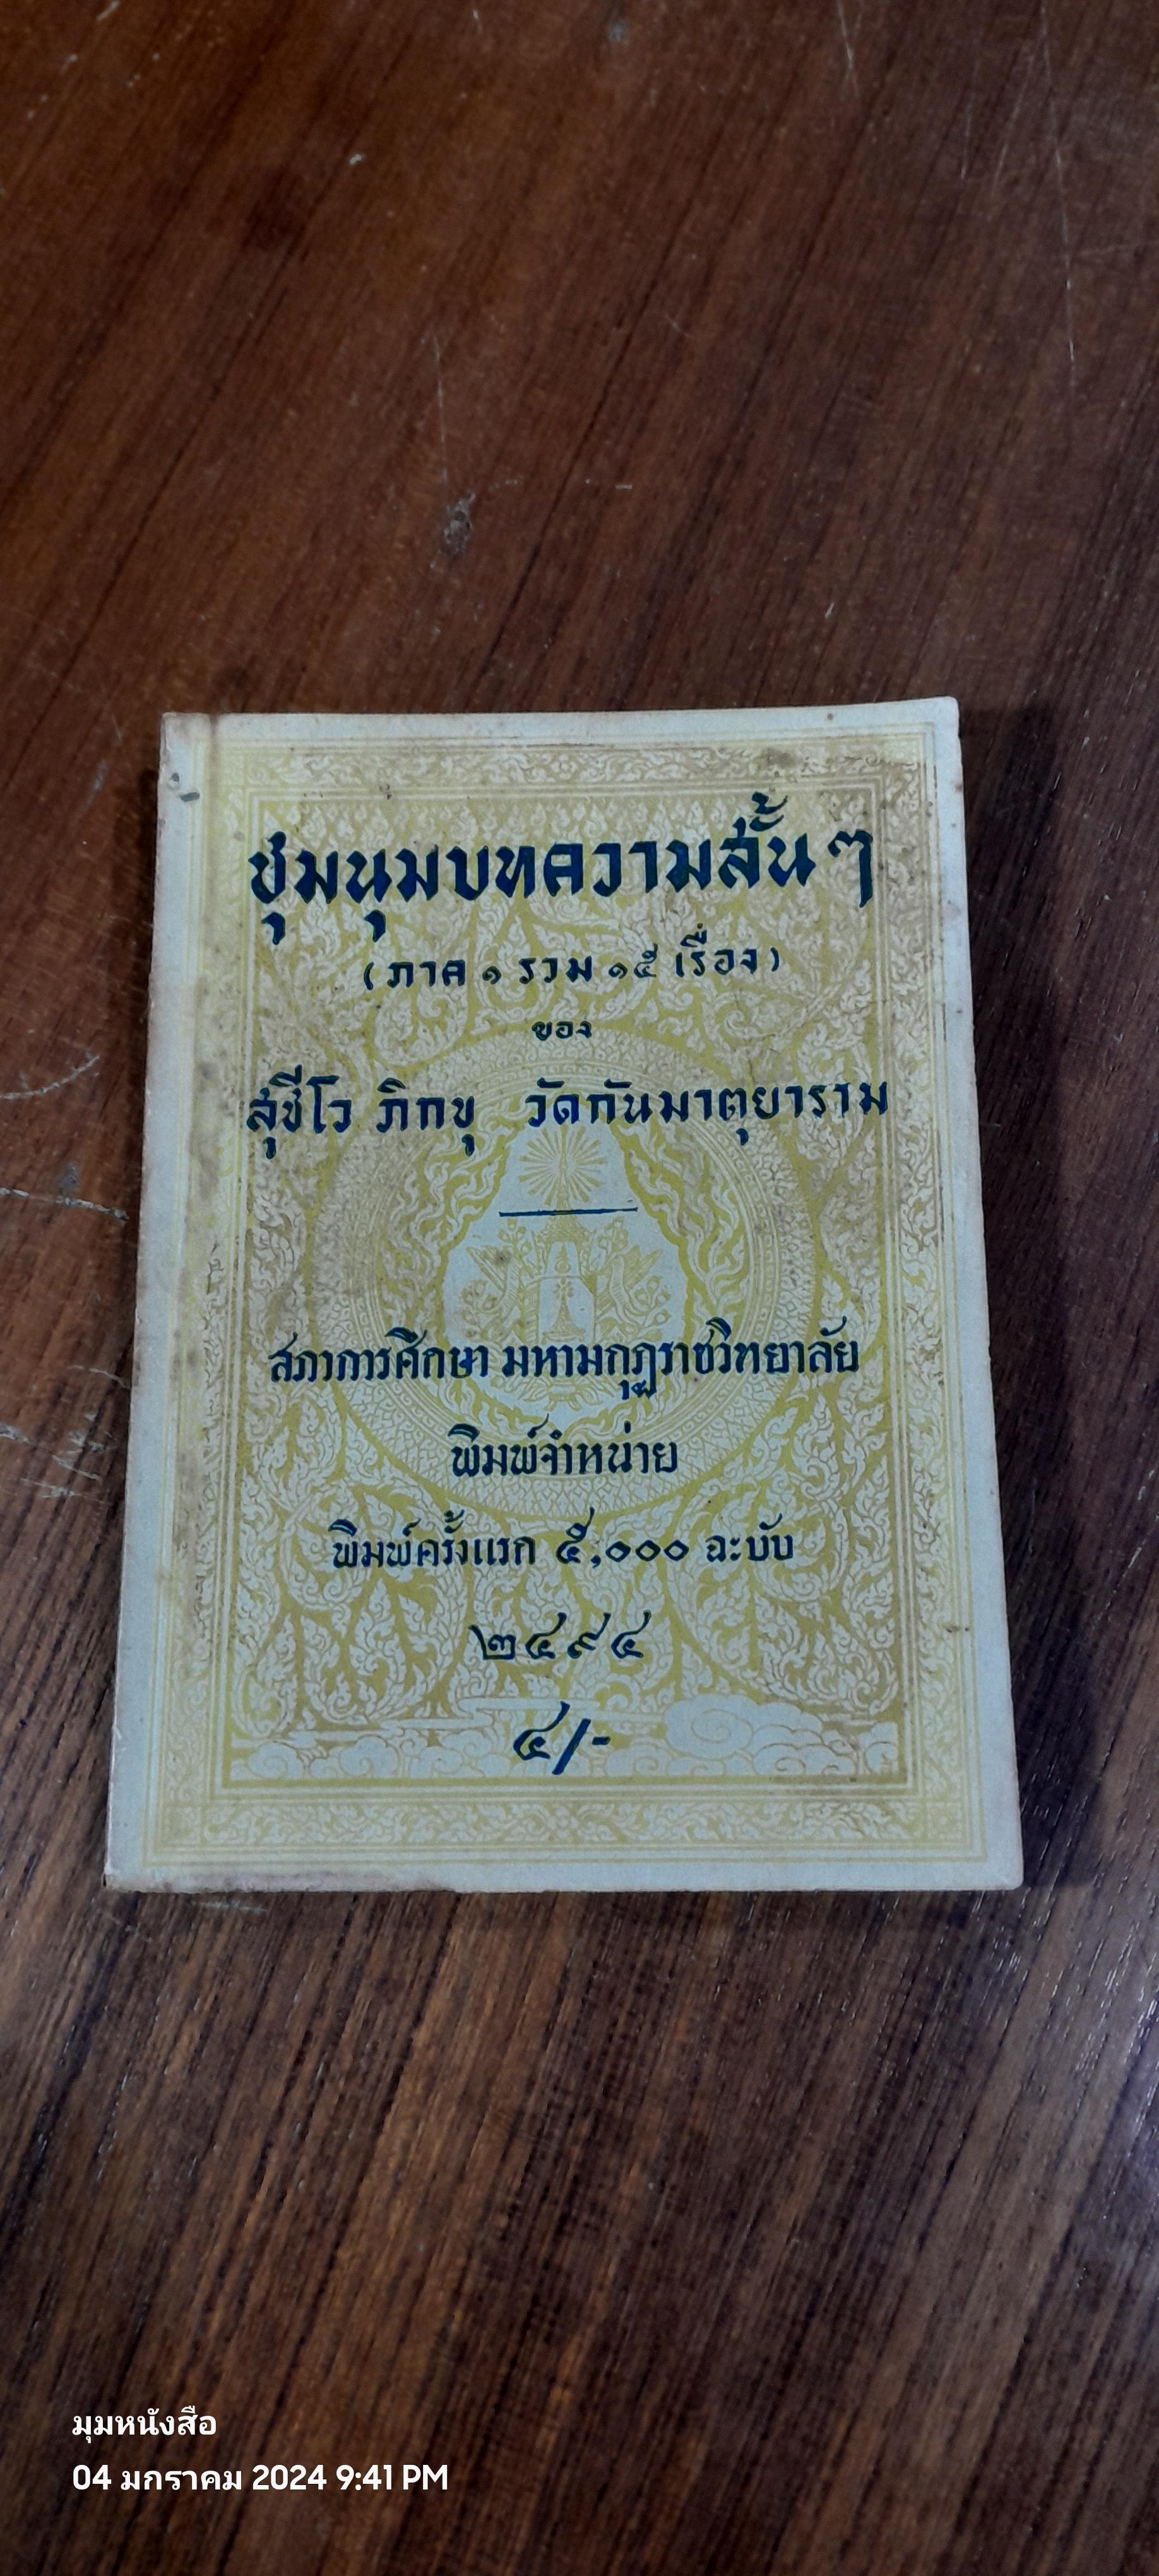 ชุมนุมบทความสั้น ๆ
(ภาค ๑ รวม ๑๕ เรื่อง)
ของ
สุชีโว ภิกขุ วัดกันมาตุยาราม
สภาการศึกษา มหามกุฏราชวิทยาลัย
พิมพ์จำหน่าย
พิมพ์ครั้งแรก ๕,๐๐๐ ฉะบับ
๒๔๙๔
๔/-
มุมหนังสือ
04 มกราคม 2024 9:41 PM